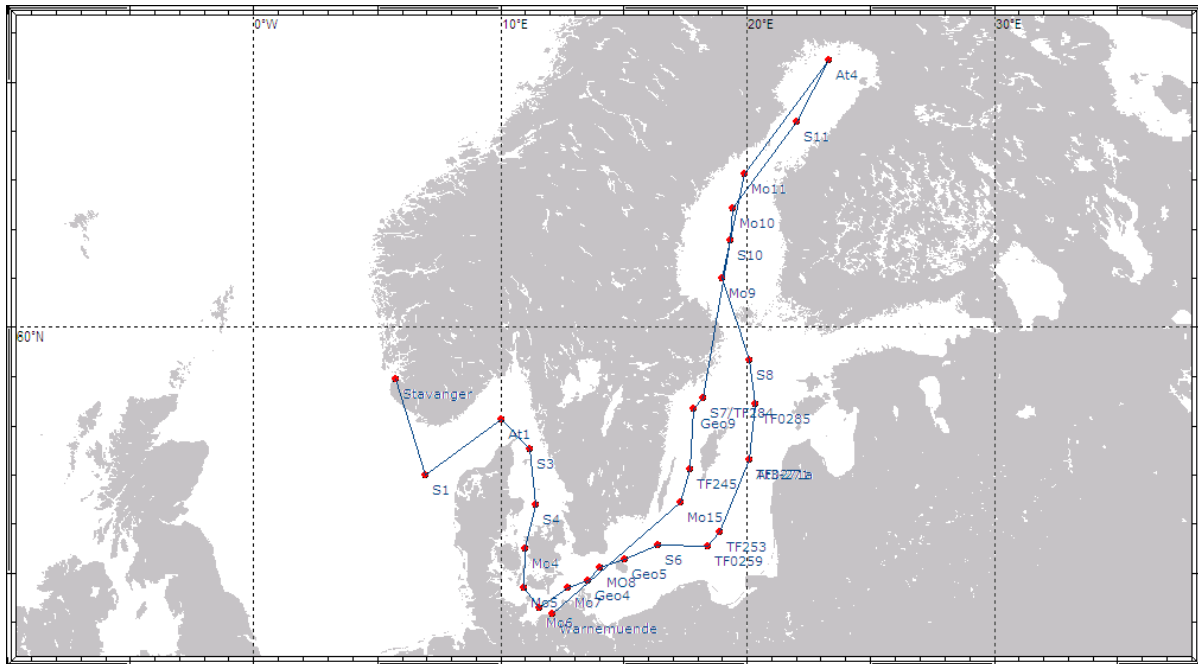 0°W
10°E
20°E
30°E
At4
S11
Mo11
Mo10
S10
Mo9
60°N
S8
Stavanger
S7/TF284
TF0285
Geo9
At1
S3
S1
TF245
S4
Mo15
TF253
Mo4
S6
TF0259
Geo5
MO8
Geo4
Mo5
Mo7
Mo6
Warnemuende